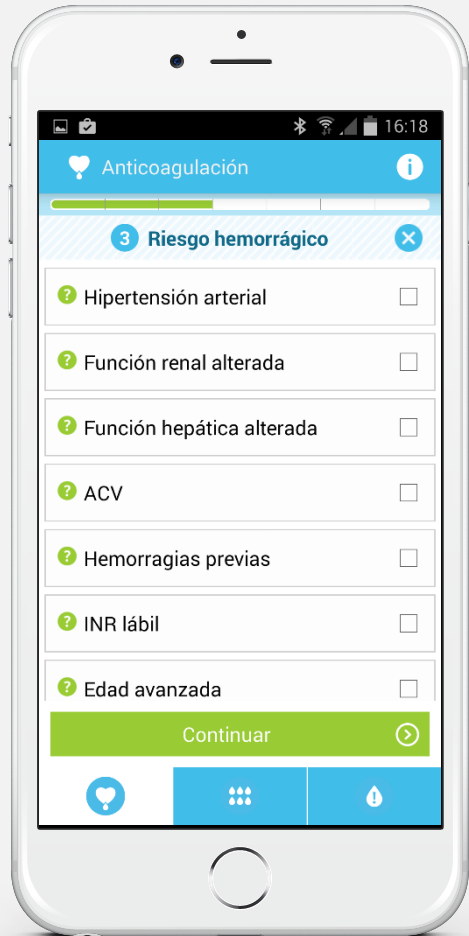 16:18
Anticoagulación
i
3 Riesgo hemorrágico
? Hipertensión arterial
? Función renal alterada
? Función hepática alterada
? ACV
? Hemorragias previas
? INR lábil
? Edad avanzada
Continuar
!